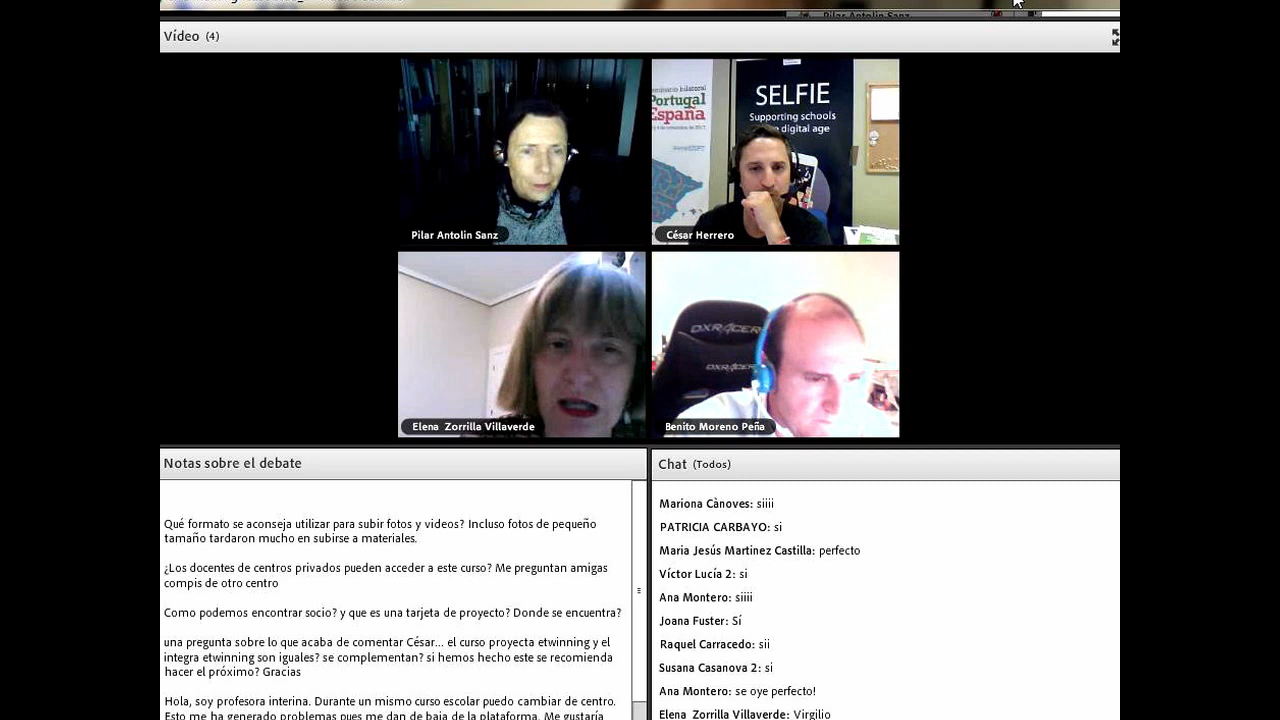 Vídeo (4)
Portugal
España
SELFIE
Supporting schools
digital age
Pilar Antolin Sanz
César Herrero
DXRACER
DXRACER
Elena Zorrilla Villaverde
Benito Moreno Peña
Notas sobre el debate
Qué formato se aconseja utilizar para subir fotos y videos? Incluso fotos de pequeño
tamaño tardaron mucho en subirse a materiales.
¿Los docentes de centros privados pueden acceder a este curso? Me preguntan amigas
compis de otro centro
Como podemos encontrar socio? y que es una tarjeta de proyecto? Donde se encuentra?
una pregunta sobre lo que acaba de comentar César... el curso proyecta etwinning y el
integra etwinning son iguales? se complementan? si hemos hecho este se recomienda
hacer el próximo? Gracias
Hola, soy profesora interina. Durante un mismo curso escolar puedo cambiar de centro.
Esto me ha generado problemas pues me dan de baja de la plataforma. Me gustaría
Chat (Todos)
Mariona Cànoves: siiii
PATRICIA CARBAYO: si
Maria Jesús Martinez Castilla: perfecto
Víctor Lucía 2: si
Ana Montero: siiii
Joana Fuster: Sí
Raquel Carracedo: sii
Susana Casanova 2: si
Ana Montero: se oye perfecto!
Elena Zorrilla Villaverde: Virgilio